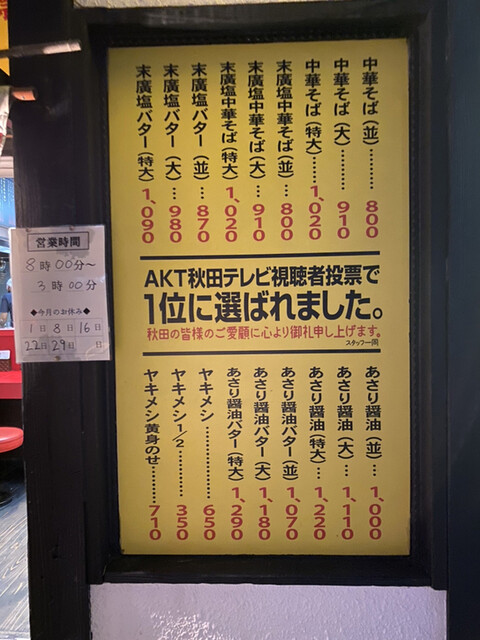 中華そば（並）………800
中華そば（大）………910
中華そば（特大）……1,020
末廣塩中華そば（並）…800
末廣塩中華そば（大）…910
末廣塩中華そば（特大）1,020
末廣塩バター（並）…870
末廣塩バター（大）…980
末廣塩バター（特大）1,090
AKT秋田テレビ視聴者投票で
1位に選ばれました。
秋田の皆様のご愛顧に心より御礼申し上げます。
スタッフ一同
あさり醤油（並）…1,000
あさり醤油（大）…1,110
あさり醤油（特大）…1,220
あさり醤油バター（並）1,070
あさり醤油バター（大）1,180
あさり醤油バター（特大）1,290
ヤキメシ…………650
ヤキメシ1/2………350
ヤキメシ黄身のせ………710
営業時間
8時00分〜
3時00分
◆今月のお休み◆
1日8日16日
22日29日 日